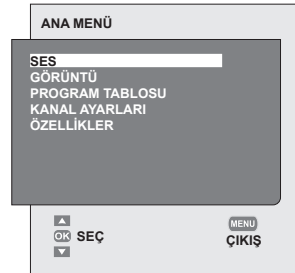 ANA MENÜ
SES
GÖRÜNTÜ
PROGRAM TABLOSU
KANAL AYARLARI
ÖZELLİKLER
OK SEÇ
MENU
ÇIKIŞ